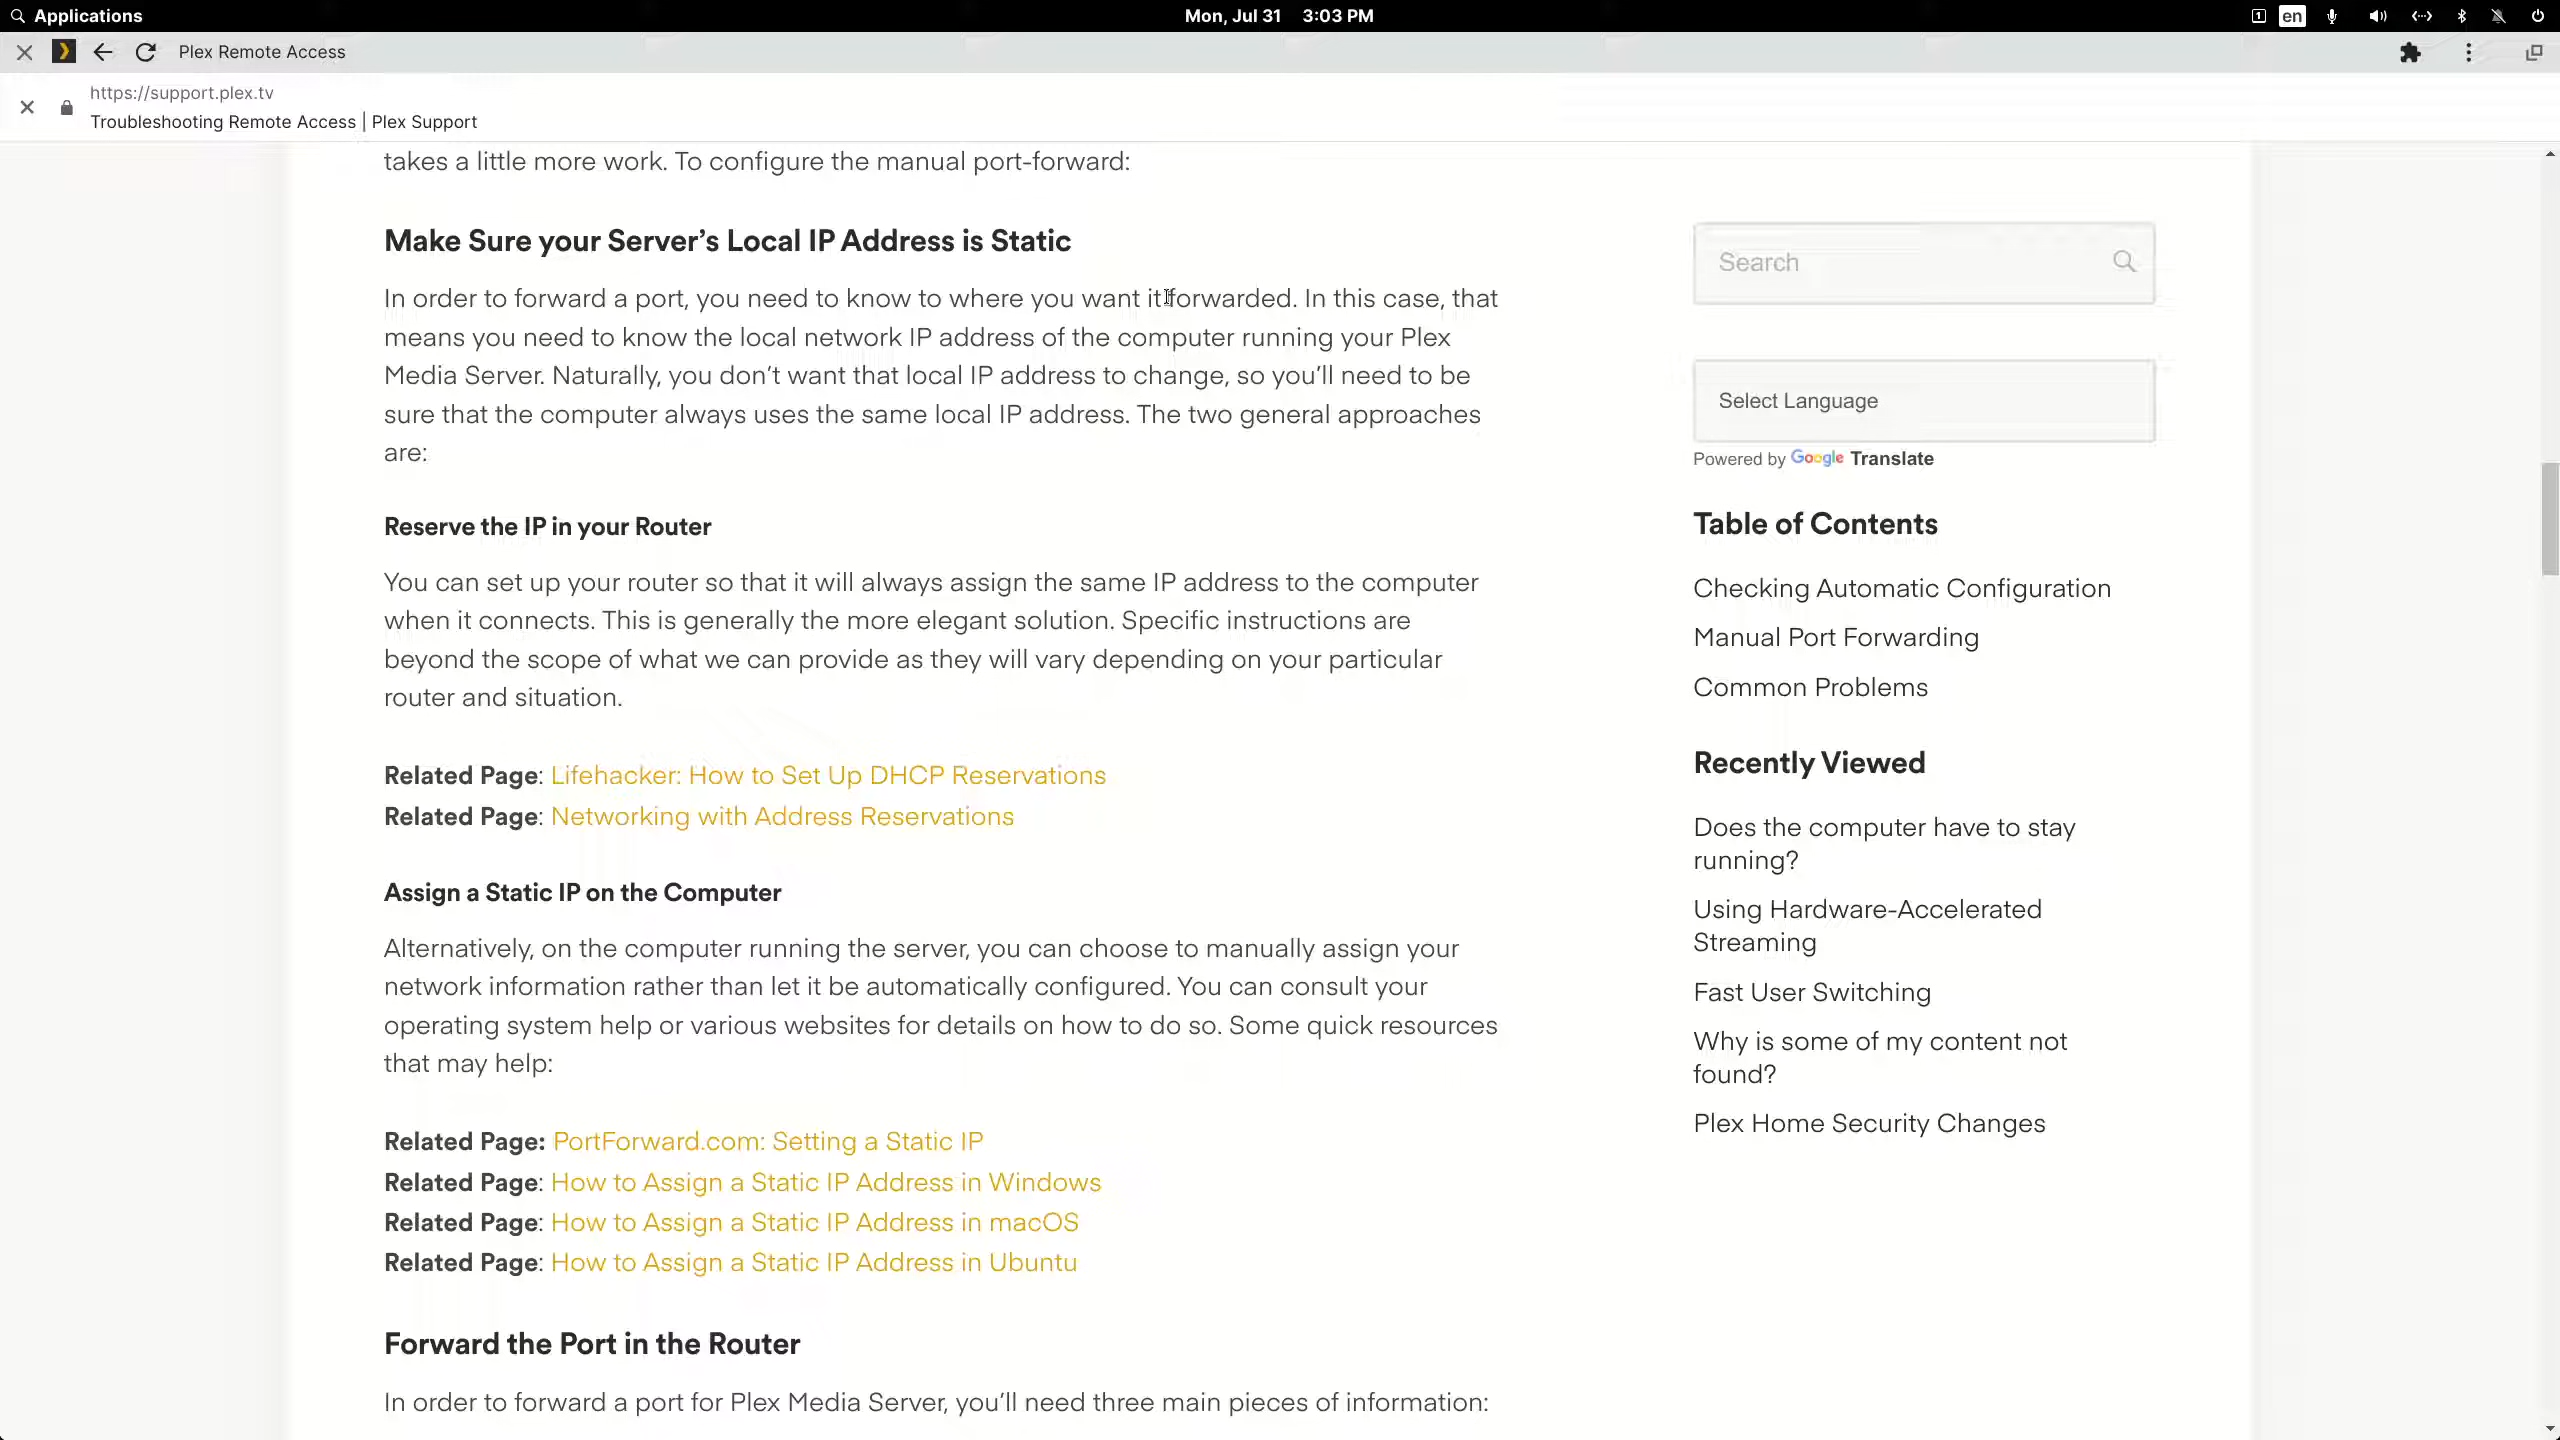 Applications
Mon, Jul 31 3:03 PM
1
en
Plex Remote Access
https://support.plex.tv
Troubleshooting Remote Access | Plex Support
takes a little more work. To configure the manual port-forward:
Make Sure your Server’s Local IP Address is Static
In order to forward a port, you need to know to where you want it forwarded. In this case, that
means you need to know the local network IP address of the computer running your Plex
Media Server. Naturally, you don’t want that local IP address to change, so you’ll need to be
sure that the computer always uses the same local IP address. The two general approaches
are:
Reserve the IP in your Router
You can set up your router so that it will always assign the same IP address to the computer
when it connects. This is generally the more elegant solution. Specific instructions are
beyond the scope of what we can provide as they will vary depending on your particular
router and situation.
Related Page: Lifehacker: How to Set Up DHCP Reservations
Related Page: Networking with Address Reservations
Assign a Static IP on the Computer
Alternatively, on the computer running the server, you can choose to manually assign your
network information rather than let it be automatically configured. You can consult your
operating system help or various websites for details on how to do so. Some quick resources
that may help:
Related Page: PortForward.com: Setting a Static IP
Related Page: How to Assign a Static IP Address in Windows
Related Page: How to Assign a Static IP Address in macOS
Related Page: How to Assign a Static IP Address in Ubuntu
Forward the Port in the Router
In order to forward a port for Plex Media Server, you’ll need three main pieces of information:
Search
Select Language
Powered by Google Translate
Table of Contents
Checking Automatic Configuration
Manual Port Forwarding
Common Problems
Recently Viewed
Does the computer have to stay
running?
Using Hardware-Accelerated
Streaming
Fast User Switching
Why is some of my content not
found?
Plex Home Security Changes